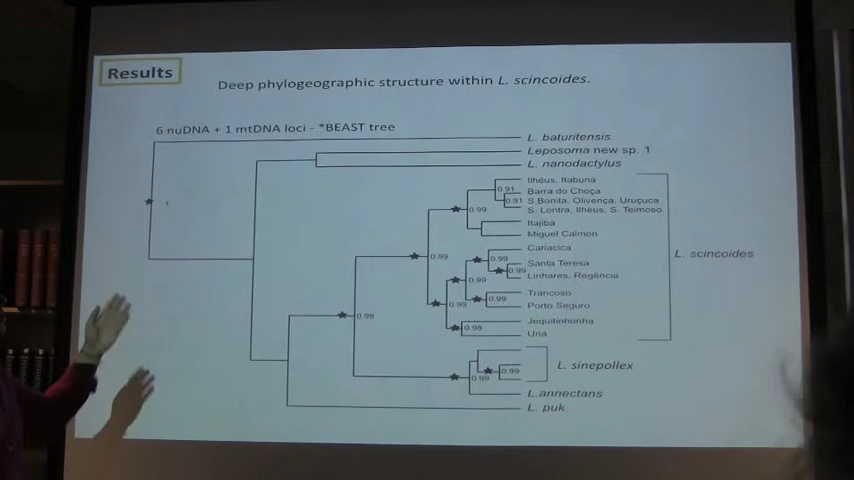 Results
Deep phylogeographic structure within L. scincoides.
6 nuDNA + 1 mtDNA loci - *BEAST tree
L. baturitensis
Leposoma new sp. 1
L. nanodactylus
Ilhéus, Itabuna
0.91
Barra do Choça
0.91
S.Bonita, Olivença, Uruçuca
0.99
S. Lontra, Ilhéus, S. Teimoso
1
Itajibá
Miguel Calmon
Cariacica
0.99
0.99
Santa Teresa
L. scincoides
0.99
0.99
Linhares, Regência
Trancoso
0.99
0.99
Porto Seguro
0.99
Jequitinhonha
0.98
Una
L. sinepollex
0.99
0.99
L.annectans
L. puk